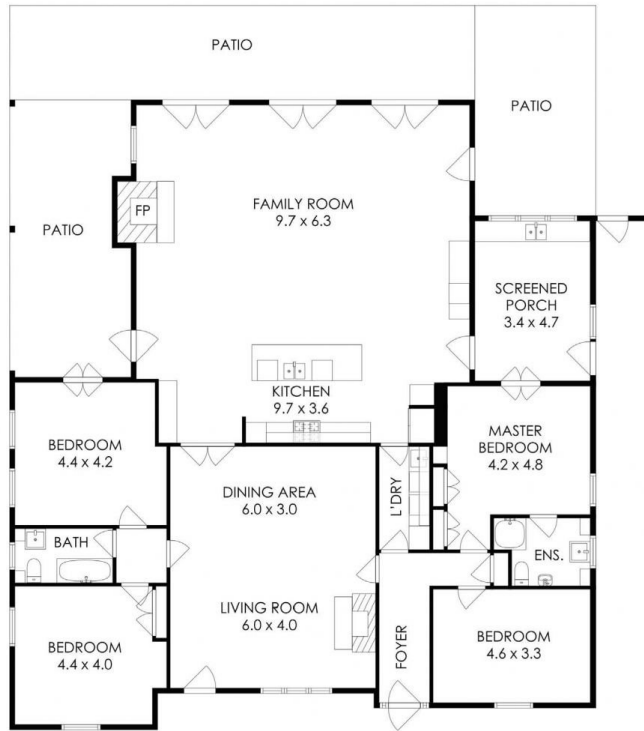 PATIO
PATIO
FAMILY ROOM
9.7 x 6.3
FP
PATIO
SCREENED
PORCH
3.4 x 4.7
KITCHEN
9.7 x 3.6
BEDROOM
4.4 x 4.2
MASTER
BEDROOM
4.2 x 4.8
DINING AREA
6.0 x 3.0
L'DRY
BATH
ENS.
LIVING ROOM
6.0 x 4.0
BEDROOM
4.4 x 4.0
FOYER
BEDROOM
4.6 x 3.3